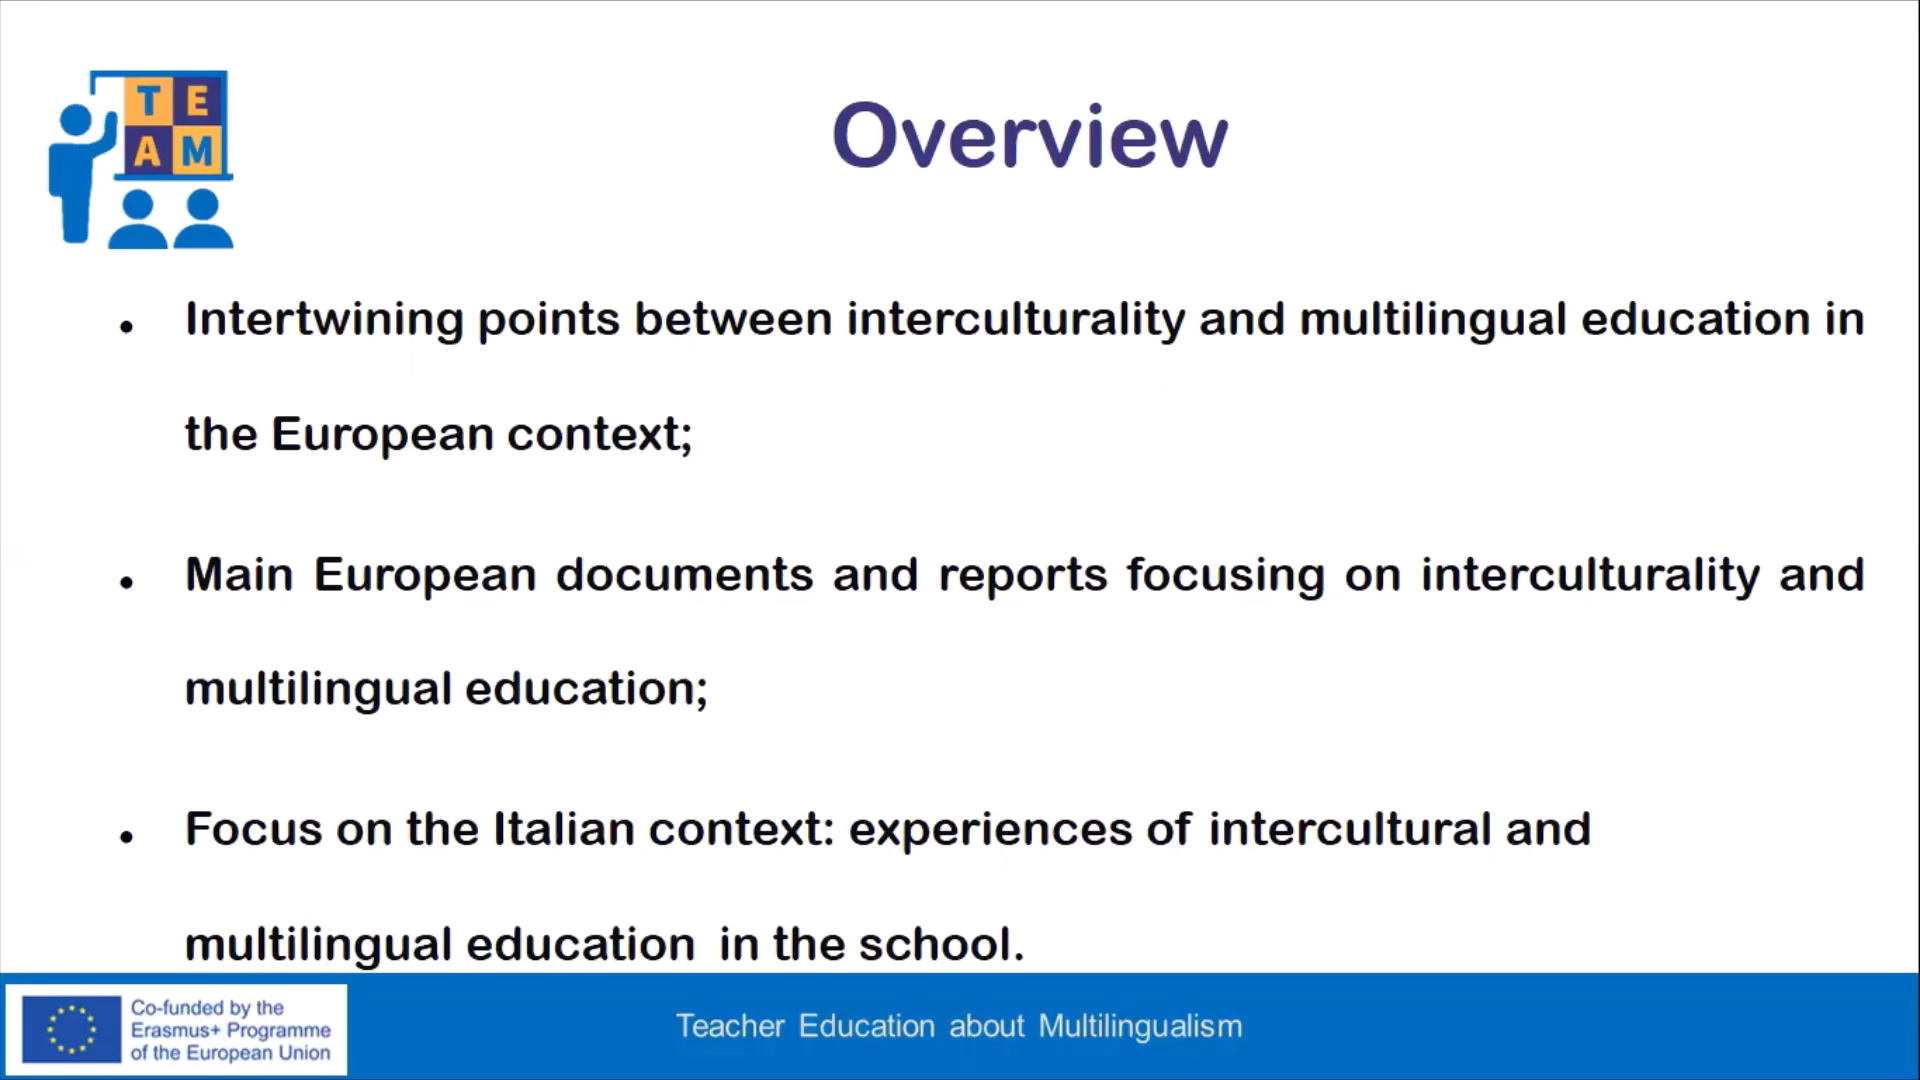 T E
A M
Overview
• Intertwining points between interculturality and multilingual education in
the European context;
• Main European documents and reports focusing on interculturality and
multilingual education;
• Focus on the Italian context: experiences of intercultural and
multilingual education  in the school.
Co-funded by the
Erasmus+ Programme
of the European Union
Teacher Education about Multilingualism